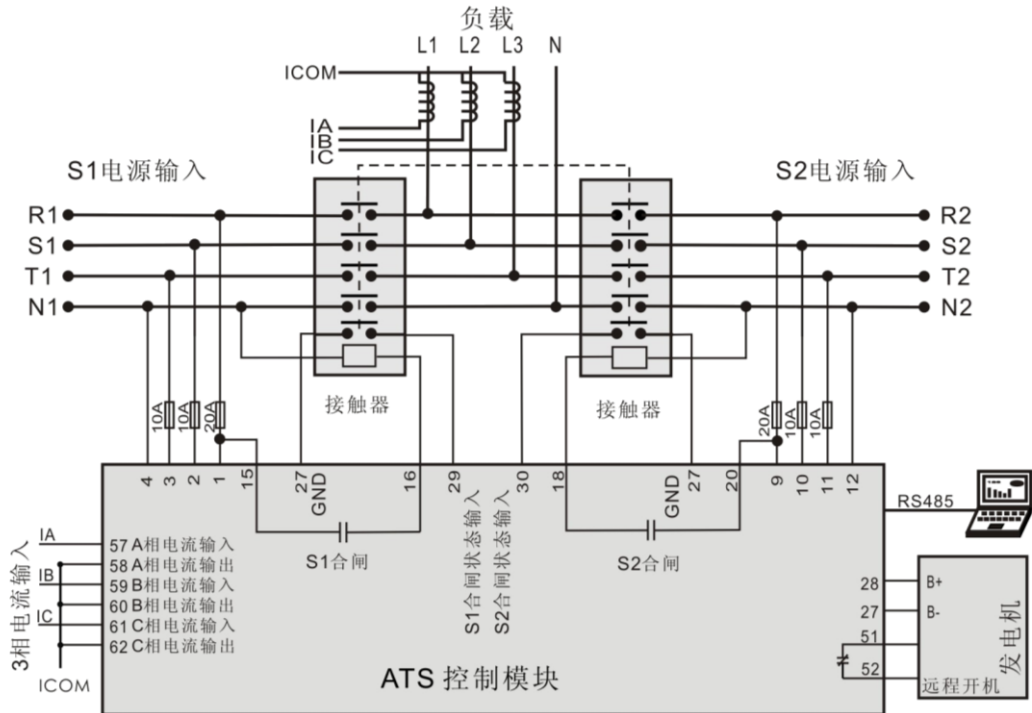 负载
L1 L2 L3 N
ICOM
IA
IB
IC
S1电源输入
S2电源输入
R1
S1
T1
N1
R2
S2
T2
N2
接触器
接触器
10A
10A
20A
20A
10A
10A
4 3 2 1 15 27 GND 16 29 30 18 27 GND 20 9 10 11 12
S1合闸状态输入
S2合闸状态输入
S1合闸
S2合闸
RS485
3相电流输入
IA
IB
IC
ICOM
57 A相电流输入
58 A相电流输出
59 B相电流输入
60 B相电流输出
61 C相电流输入
62 C相电流输出
ATS 控制模块
28
27
51
52
B+
B-
发电机
远程开机